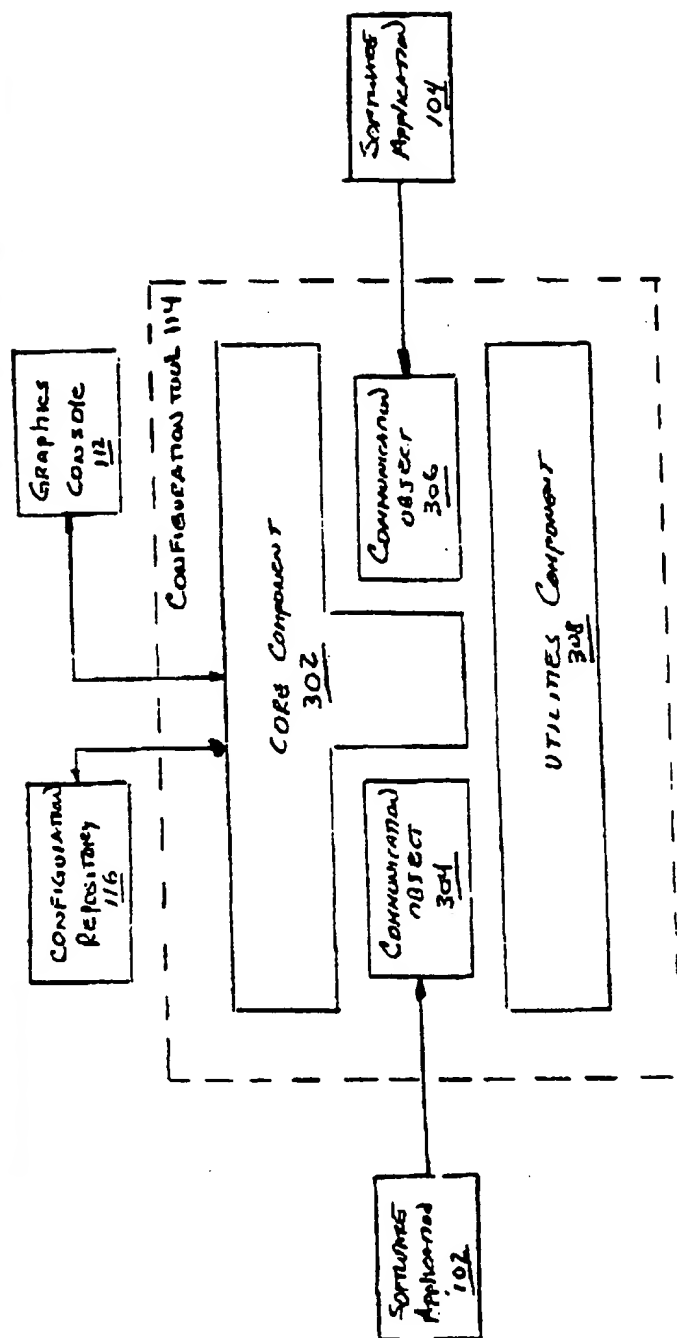 GRAPHICS
CONSOLE
112
CONFIGURATION
REPOSITORY
116
CONFIGURATION TOOL 114
CORE COMPONENT
302
SOFTWARE
APPLICATION
102
COMMUNICATION
OBJECT
304
COMMUNICATION
OBJECT
306
SOFTWARE
APPLICATION
104
UTILITIES COMPONENT
308